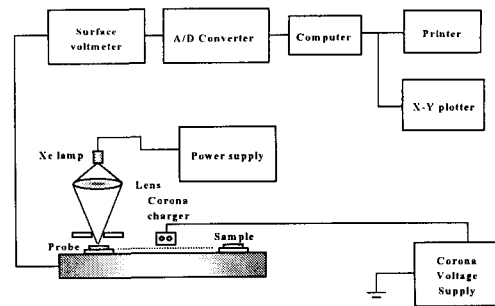 Surface
voltmeter
A/D Converter
Computer
Printer
X-Y plotter
Xe lamp
Power supply
Lens
Corona
charger
Probe
Sample
Corona
Voltage
Supply